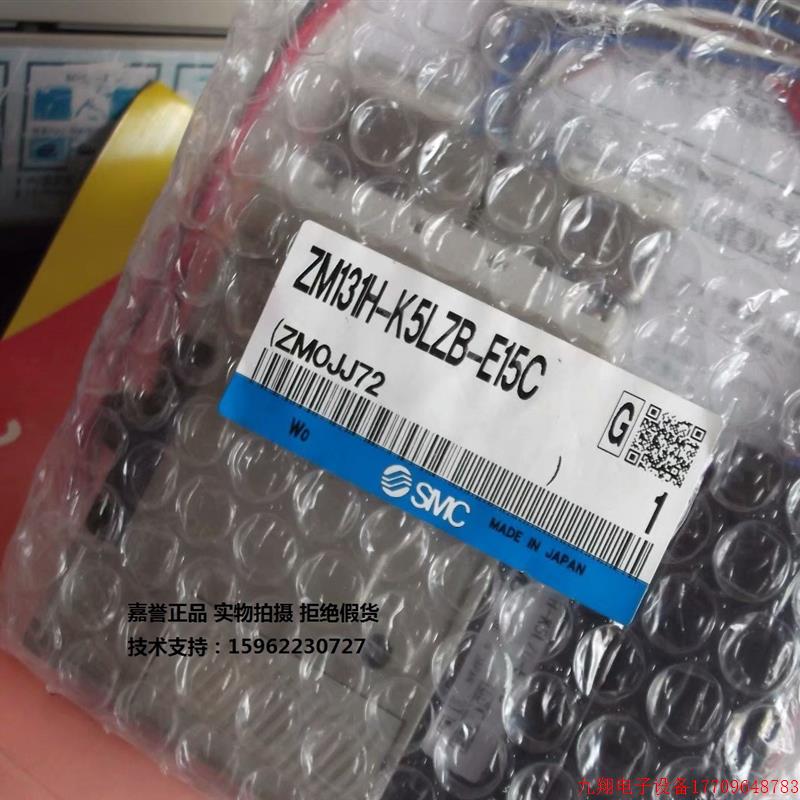 ZM131H-K5LZB-E15C
(ZMOJJ72
)
G
Wo
1
SMC MADE IN JAPAN
嘉誉正品 实物拍摄 拒绝假货
技术支持：15962230727
九翔电子设备17709648783